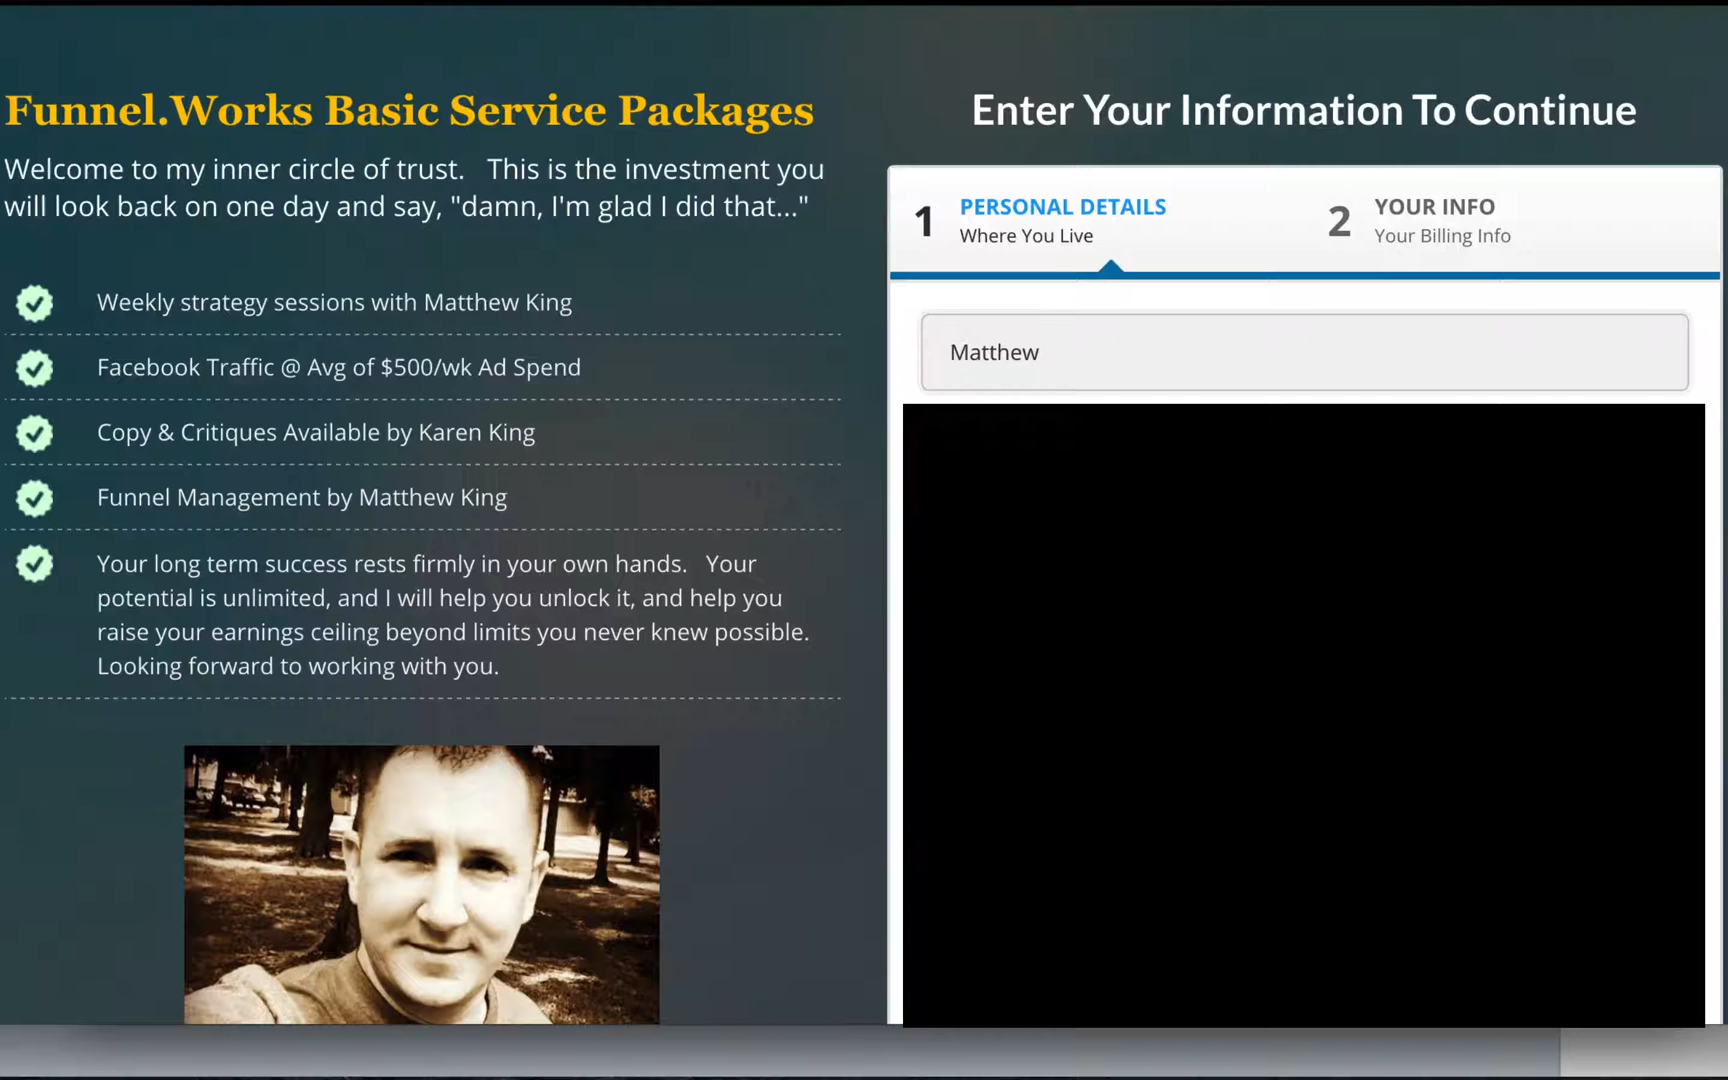 Funnel.Works Basic Service Packages
Welcome to my inner circle of trust. This is the investment you
will look back on one day and say, "damn, I'm glad I did that..."
Weekly strategy sessions with Matthew King
Facebook Traffic @ Avg of $500/wk Ad Spend
Copy & Critiques Available by Karen King
Funnel Management by Matthew King
Your long term success rests firmly in your own hands. Your
potential is unlimited, and I will help you unlock it, and help you
raise your earnings ceiling beyond limits you never knew possible.
Looking forward to working with you.
Enter Your Information To Continue
1 PERSONAL DETAILS
Where You Live
2 YOUR INFO
Your Billing Info
Matthew